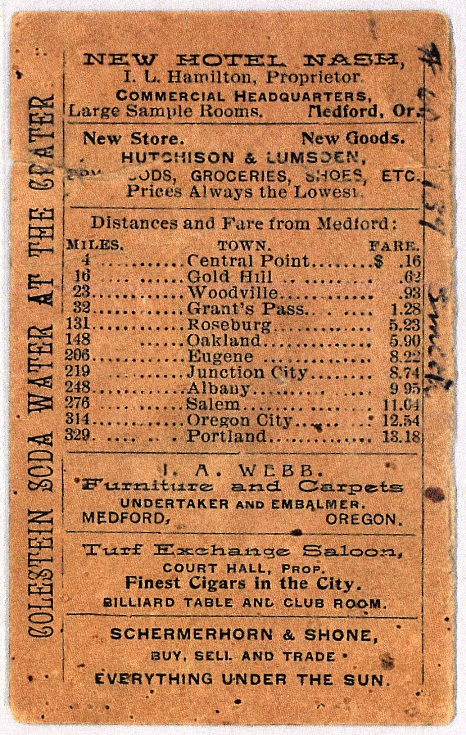 NEW HOTEL NASH,
I. L. Hamilton, Proprietor.
COMMERCIAL HEADQUARTERS,
Large Sample Rooms. Medford, Or.
New Store. New Goods.
HUTCHISON & LUMSDEN,
DRY GOODS, GROCERIES, SHOES, ETC.
Prices Always the Lowest.
Distances and Fare from Medford:
MILES. TOWN. FARE.
4 ............ Central Point ...... $ 16
16 ............ Gold Hill ............ .62
23 ............ Woodville ............ .93
32 ............ Grant's Pass ......... 1.28
131 ............ Roseburg ............ 5.23
148 ............ Oakland ............ 5.90
206 ............ Eugene ............ 8.22
219 ............ Junction City ...... 8.74
248 ............ Albany ............ 9 95
276 ............ Salem ............ 11.04
314 ............ Oregon City ...... 12.54
329 ............ Portland ............ 13.18
I. A. WEBB.
Furniture and Carpets
UNDERTAKER AND EMBALMER.
MEDFORD, OREGON.
Turf Exchange Saloon,
COURT HALL, PROP.
Finest Cigars in the City.
BILLIARD TABLE AND CLUB ROOM.
SCHERMERHORN & SHONE,
BUY, SELL AND TRADE
EVERYTHING UNDER THE SUN.
COLESTEIN SODA WATER AT THE CRATER
Smith